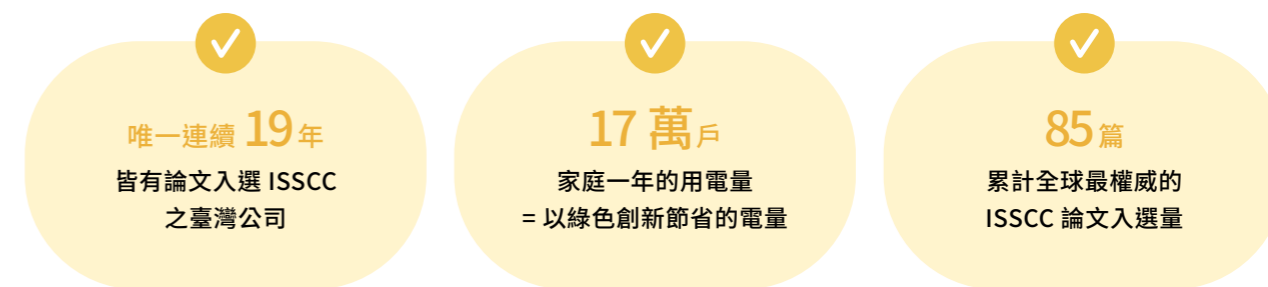 唯一連續 19 年
皆有論文入選 ISSCC
之臺灣公司
17 萬戶
家庭一年的用電量
= 以綠色創新節省的電量
85 篇
累計全球最權威的
ISSCC 論文入選量